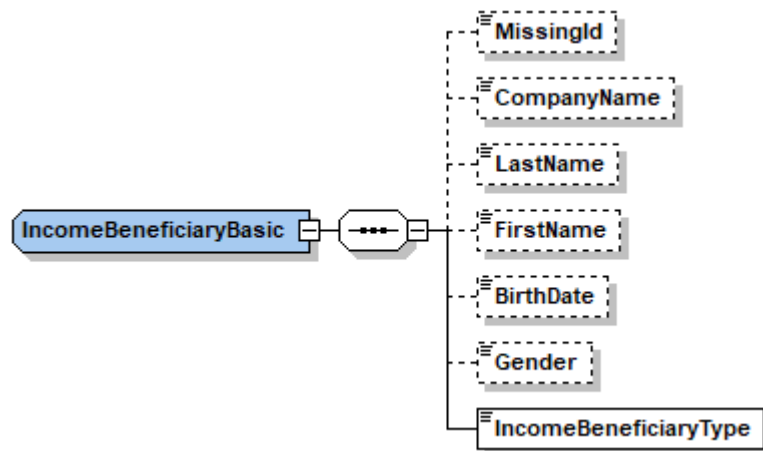 MissingId
CompanyName
LastName
FirstName
IncomeBeneficiaryBasic
BirthDate
Gender
IncomeBeneficiaryType